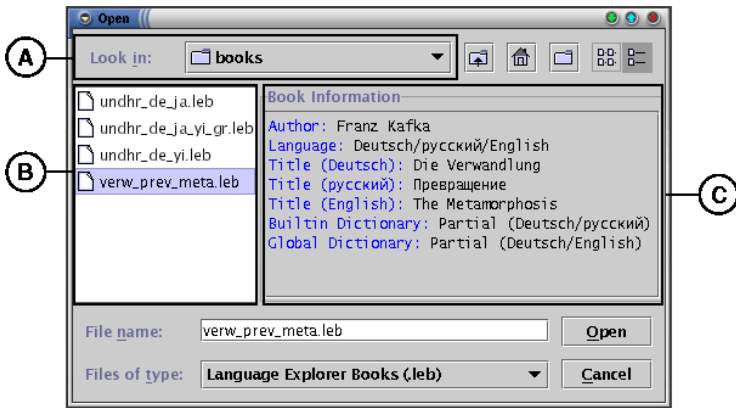 Open
A
Look in:
books
B
undhr_de_ja.leb
undhr_de_ja_yi_gr.leb
undhr_de_yi.leb
verw_prev_meta.leb
Book Information
Author: Franz Kafka
Language: Deutsch/русский/English
Title (Deutsch): Die Verwandlung
Title (русский): Превращение
Title (English): The Metamorphosis
Builtin Dictionary: Partial (Deutsch/русский)
Global Dictionary: Partial (Deutsch/English)
C
File name:
verw_prev_meta.leb
Open
Files of type:
Language Explorer Books (.leb)
Cancel